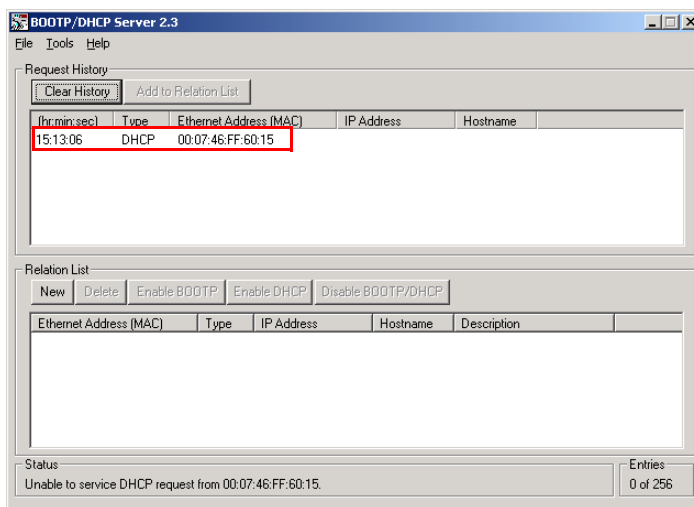 BOOTP/DHCP Server 2.3
File Tools Help
Request History
Clear History Add to Relation List
(hr:min:sec) Type Ethernet Address (MAC) IP Address Hostname
15:13:06 DHCP 00:07:46:FF:60:15
Relation List
New Delete Enable BOOTP Enable DHCP Disable BOOTP/DHCP
Ethernet Address (MAC) Type IP Address Hostname Description
Status Entries
Unable to service DHCP request from 00:07:46:FF:60:15. 0 of 256